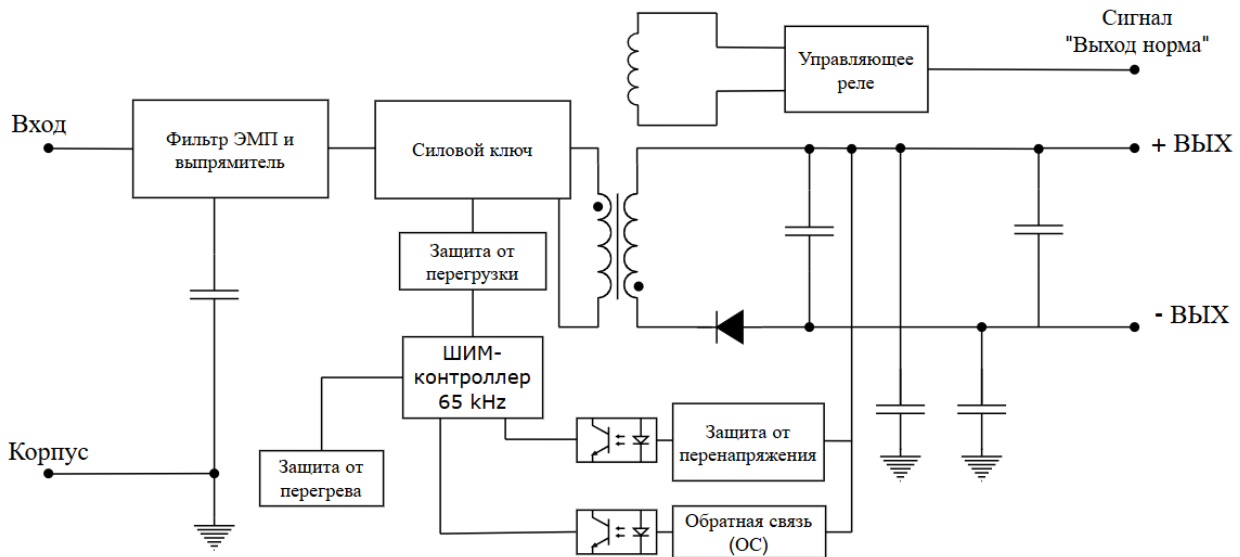 Сигнал
"Выход норма"
Управляющее
реле
Вход
Фильтр ЭМП и
выпрямитель
Силовой ключ
+ ВЫХ
Защита от
перегрузки
- ВЫХ
ШИМ-
контроллер
65 kHz
Корпус
Защита от
перегрева
Защита от
перенапряжения
Обратная связь
(ОС)